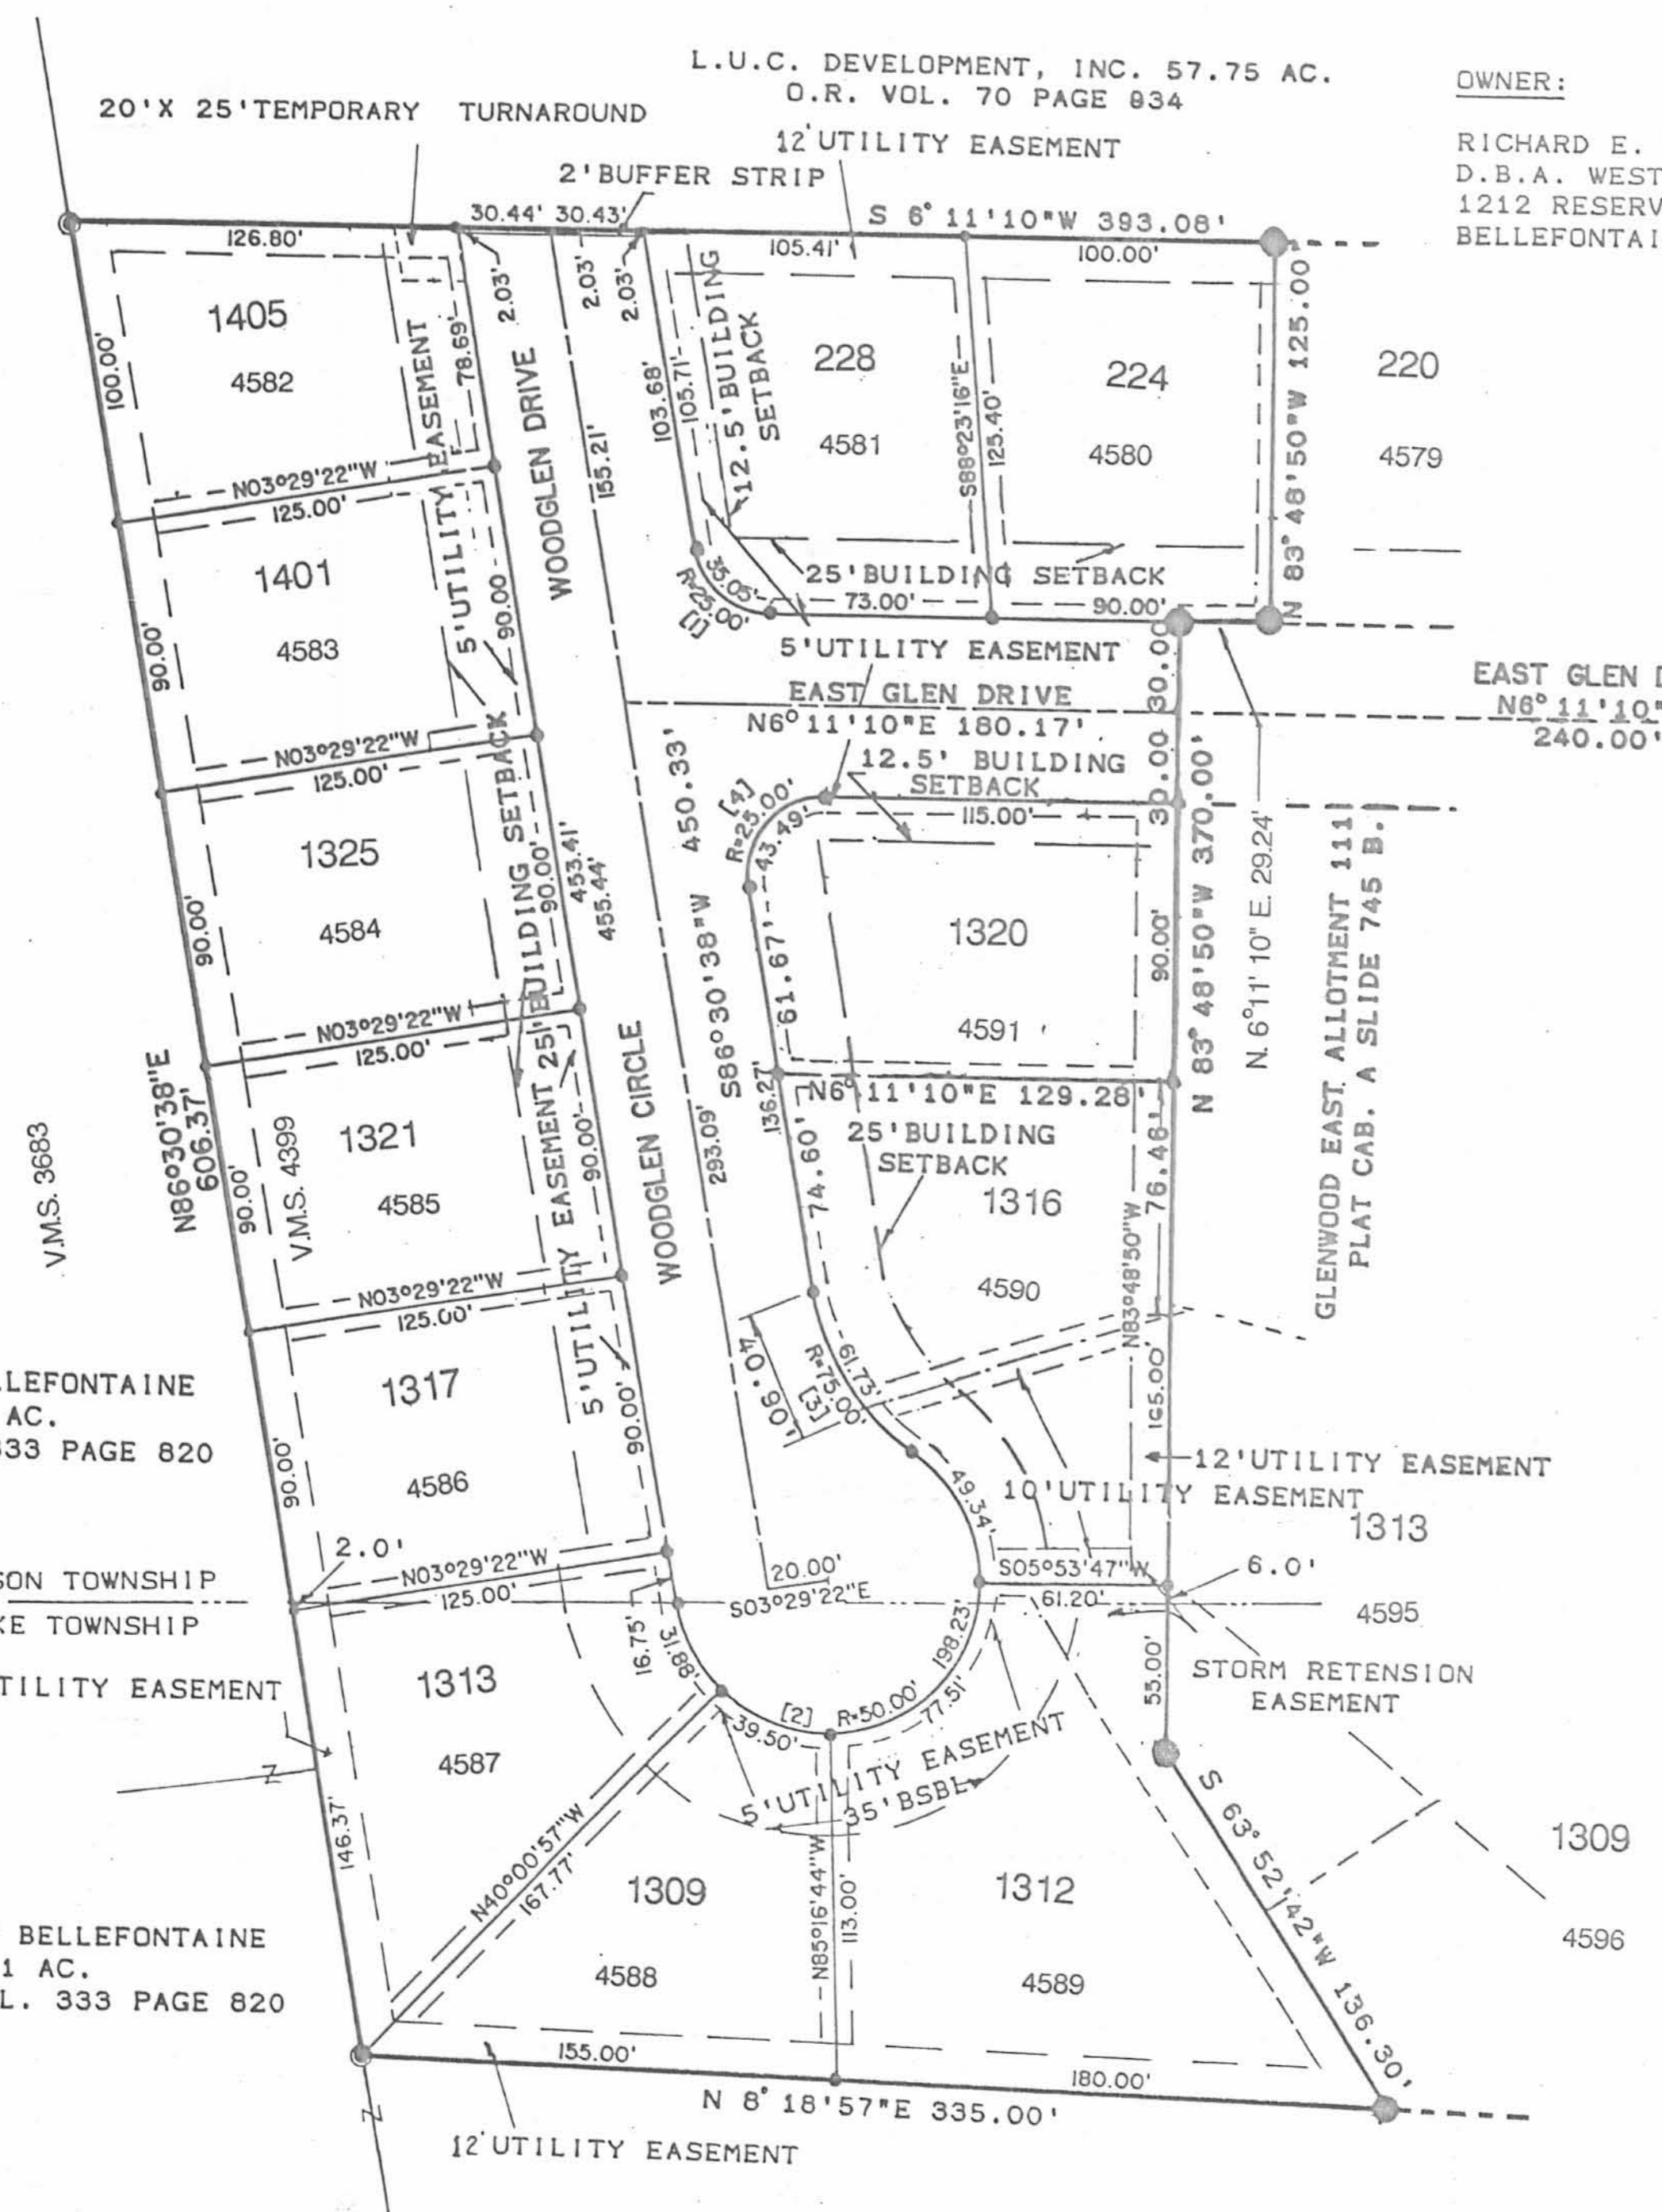 L.U.C. DEVELOPMENT, INC. 57.75 AC.
O.R. VOL. 70 PAGE 834
OWNER:
RICHARD E.
D.B.A. WEST
1212 RESERV
BELLEFONTAI
20'X 25'TEMPORARY TURNAROUND
12'UTILITY EASEMENT
2'BUFFER STRIP
30.44' 30.43'
S 6° 11'10"W 393.08'
126.80'
105.41'
100.00'
2.03'
2.03'
2.03'
1405
4582
100.00'
78.69'
5'UTILITY EASEMENT
WOODGLEN DRIVE
155.21'
103.68'
105.71'
12.5'BUILDING
SETBACK
228
4581
S88°23'16"E
125.40'
224
4580
N 83° 48'50"W 125.00'
220
4579
N03°29'22"W
125.00'
1401
4583
90.00'
90.00
35.05'
R=25.00'
[1]
25'BUILDING SETBACK
73.00'
90.00'
5'UTILITY EASEMENT
30.00
EAST GLEN DRIVE
N6°11'10"E 180.17'
EAST GLEN D
N6°11'10"
240.00'
12.5' BUILDING
SETBACK
30.00
N. 6°11' 10" E. 29.24'
N03°29'22"W
125.00'
1325
4584
90.00'
90.00'
453.41'
455.44'
450.33'
S86°30'38"W
[4]
R=25.00'
43.49'
115.00'
61.67'
1320
4591
90.00'
N 83° 48'50"W 370.00'
GLENWOOD EAST ALLOTMENT 111
PLAT CAB. A SLIDE 745 B.
N03°29'22"W
125.00'
5'UTILITY EASEMENT 25'BUILDING SETBACK
N86°30'38"E
606.37'
V.M.S. 3683
V.M.S. 4399
1321
4585
90.00'
90.00'
WOODGLEN CIRCLE
293.09'
136.27'
N6°11'10"E 129.28'
74.60'
25'BUILDING
SETBACK
1316
4590
N83°48'50"W
76.46'
N03°29'22"W
125.00'
1317
4586
90.00'
90.00'
40.90'
61.73'
R=75.00'
[3]
165.00'
12'UTILITY EASEMENT
10'UTILITY EASEMENT
49.34'
1313
4595
LEFONTAINE
AC.
33 PAGE 820
2.0'
N03°29'22"W
125.00'
SON TOWNSHIP
KE TOWNSHIP
20.00'
S03°29'22"E
S05°53'47"W
61.20'
6.0'
16.75'
31.88'
198.23'
55.00'
STORM RETENSION
EASEMENT
TILITY EASEMENT
1313
4587
146.37'
[2]
R=50.00'
39.50'
77.51'
5'UTILITY EASEMENT
35'BSBL
S 63° 52'42"W 136.30'
N40°00'57"W
167.77'
1309
4588
N85°16'44"W
113.00'
1312
4589
1309
4596
BELLEFONTAINE
1 AC.
L. 333 PAGE 820
155.00'
180.00'
N 8° 18'57"E 335.00'
12'UTILITY EASEMENT